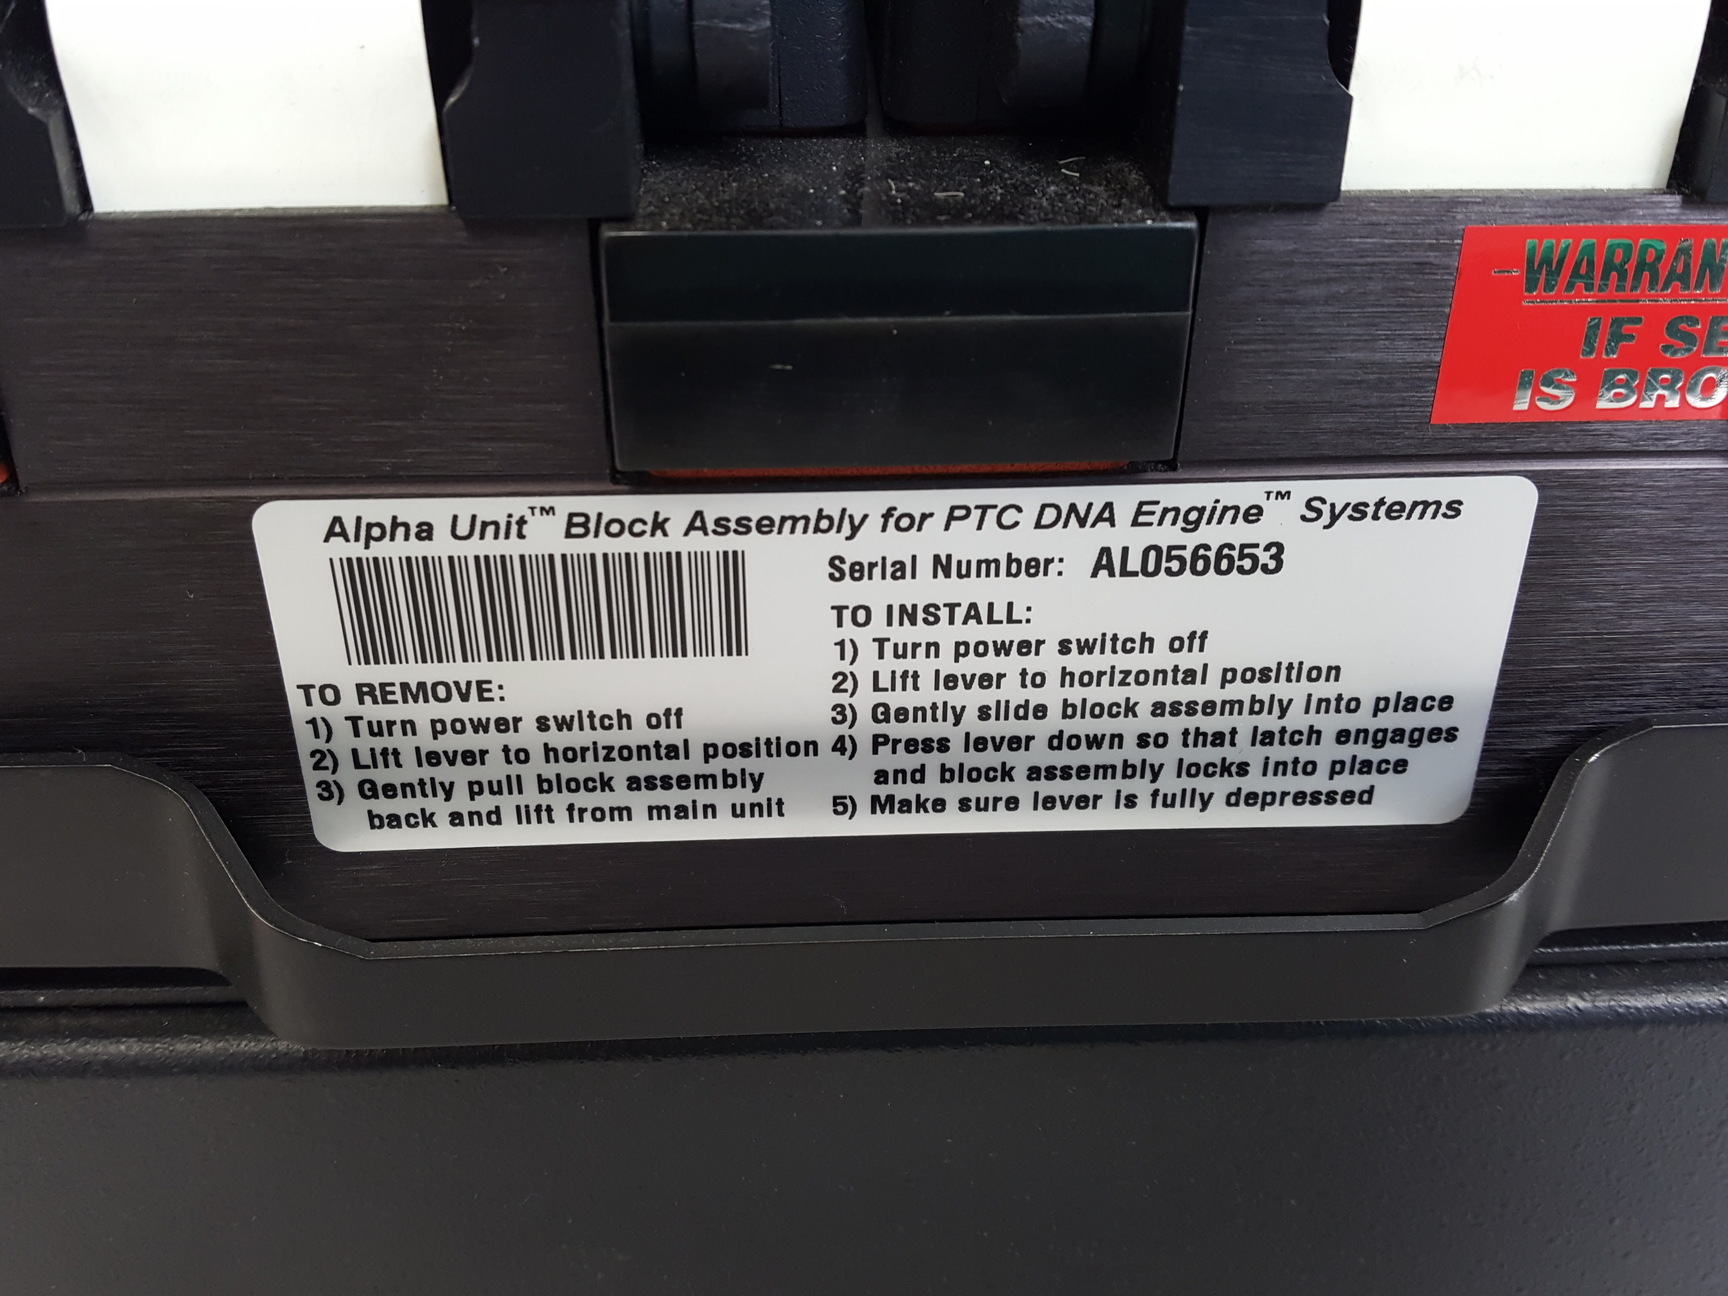 -WARRAN
IF SE
IS BRO
Alpha Unit™ Block Assembly for PTC DNA Engine™ Systems
Serial Number: AL056653
TO REMOVE:
1) Turn power switch off
2) Lift lever to horizontal position
3) Gently pull block assembly
back and lift from main unit
TO INSTALL:
1) Turn power switch off
2) Lift lever to horizontal position
3) Gently slide block assembly into place
4) Press lever down so that latch engages
and block assembly locks into place
5) Make sure lever is fully depressed